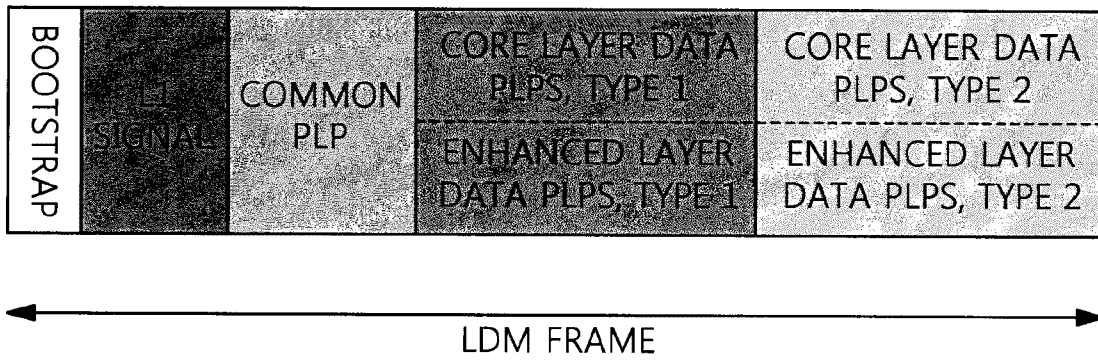 BOOTSTRAP
L1
SIGNAL
COMMON
PLP
CORE LAYER DATA
PLPS, TYPE 1
ENHANCED LAYER
DATA PLPS, TYPE 1
CORE LAYER DATA
PLPS, TYPE 2
ENHANCED LAYER
DATA PLPS, TYPE 2
LDM FRAME